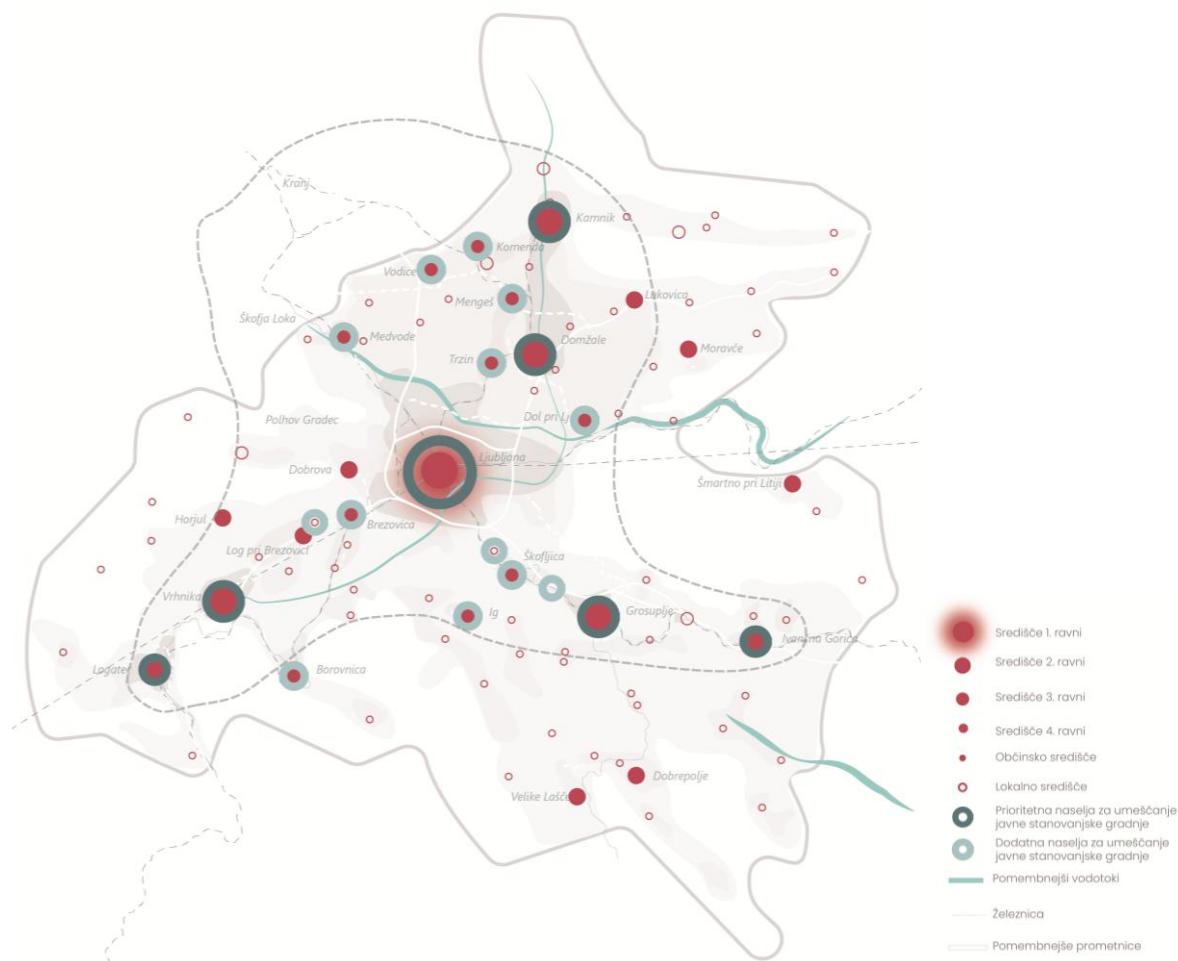 Kranj
Kamnik
Komenda
Vodice
Mengeš
Lukovica
Škofja Loka
Medvode
Domžale
Moravče
Trzin
Polhov Gradec
Dol pri Lj
Ljubljana
Dobrova
Šmartno pri Litiji
Horjul
Brezovica
Log pri Brezovici
Škofljica
Vrhnika
Ig
Grosuplje
Ivančna Gorica
Logatec
Borovnica
Dobrepolje
Velike Lašče
Središče 1. ravni
Središče 2. ravni
Središče 3. ravni
Središče 4. ravni
Občinsko središče
Lokalno središče
Prioritetna naselja za umeščanje
javne stanovanjske gradnje
Dodatna naselja za umeščanje
javne stanovanjske gradnje
Pomembnejši vodotoki
Železnica
Pomembnejše prometnice